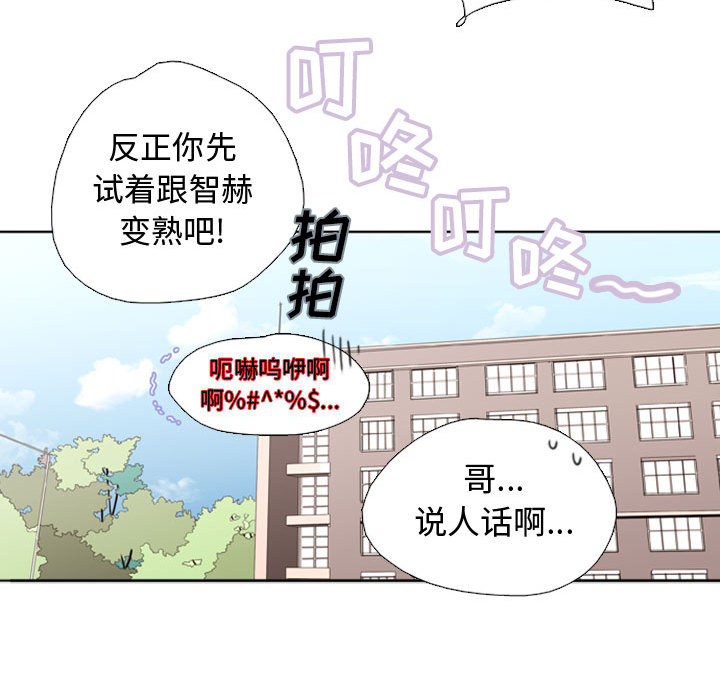 叮咚叮咚~
反正你先
试着跟智赫
变熟吧!
拍
拍
呃嚇呜咿啊
啊%#^*%$...
哥...
说人话啊...